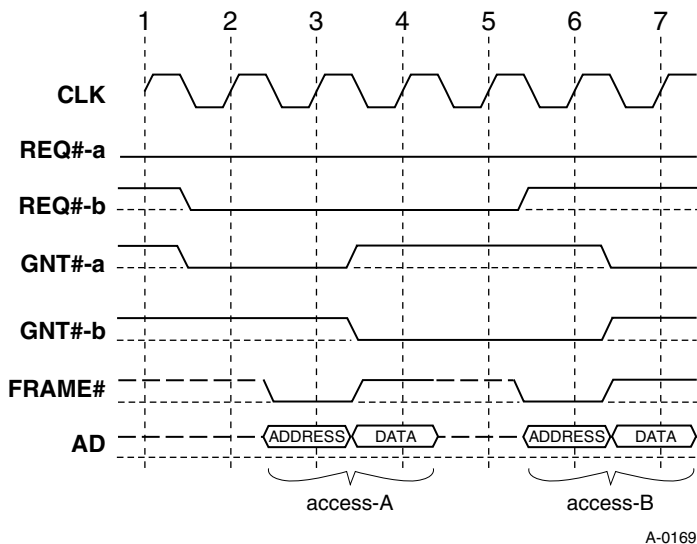 1 2 3 4 5 6 7
CLK
REQ#-a
REQ#-b
GNT#-a
GNT#-b
FRAME#
AD ADDRESS DATA ADDRESS DATA
access-A access-B
A-0169